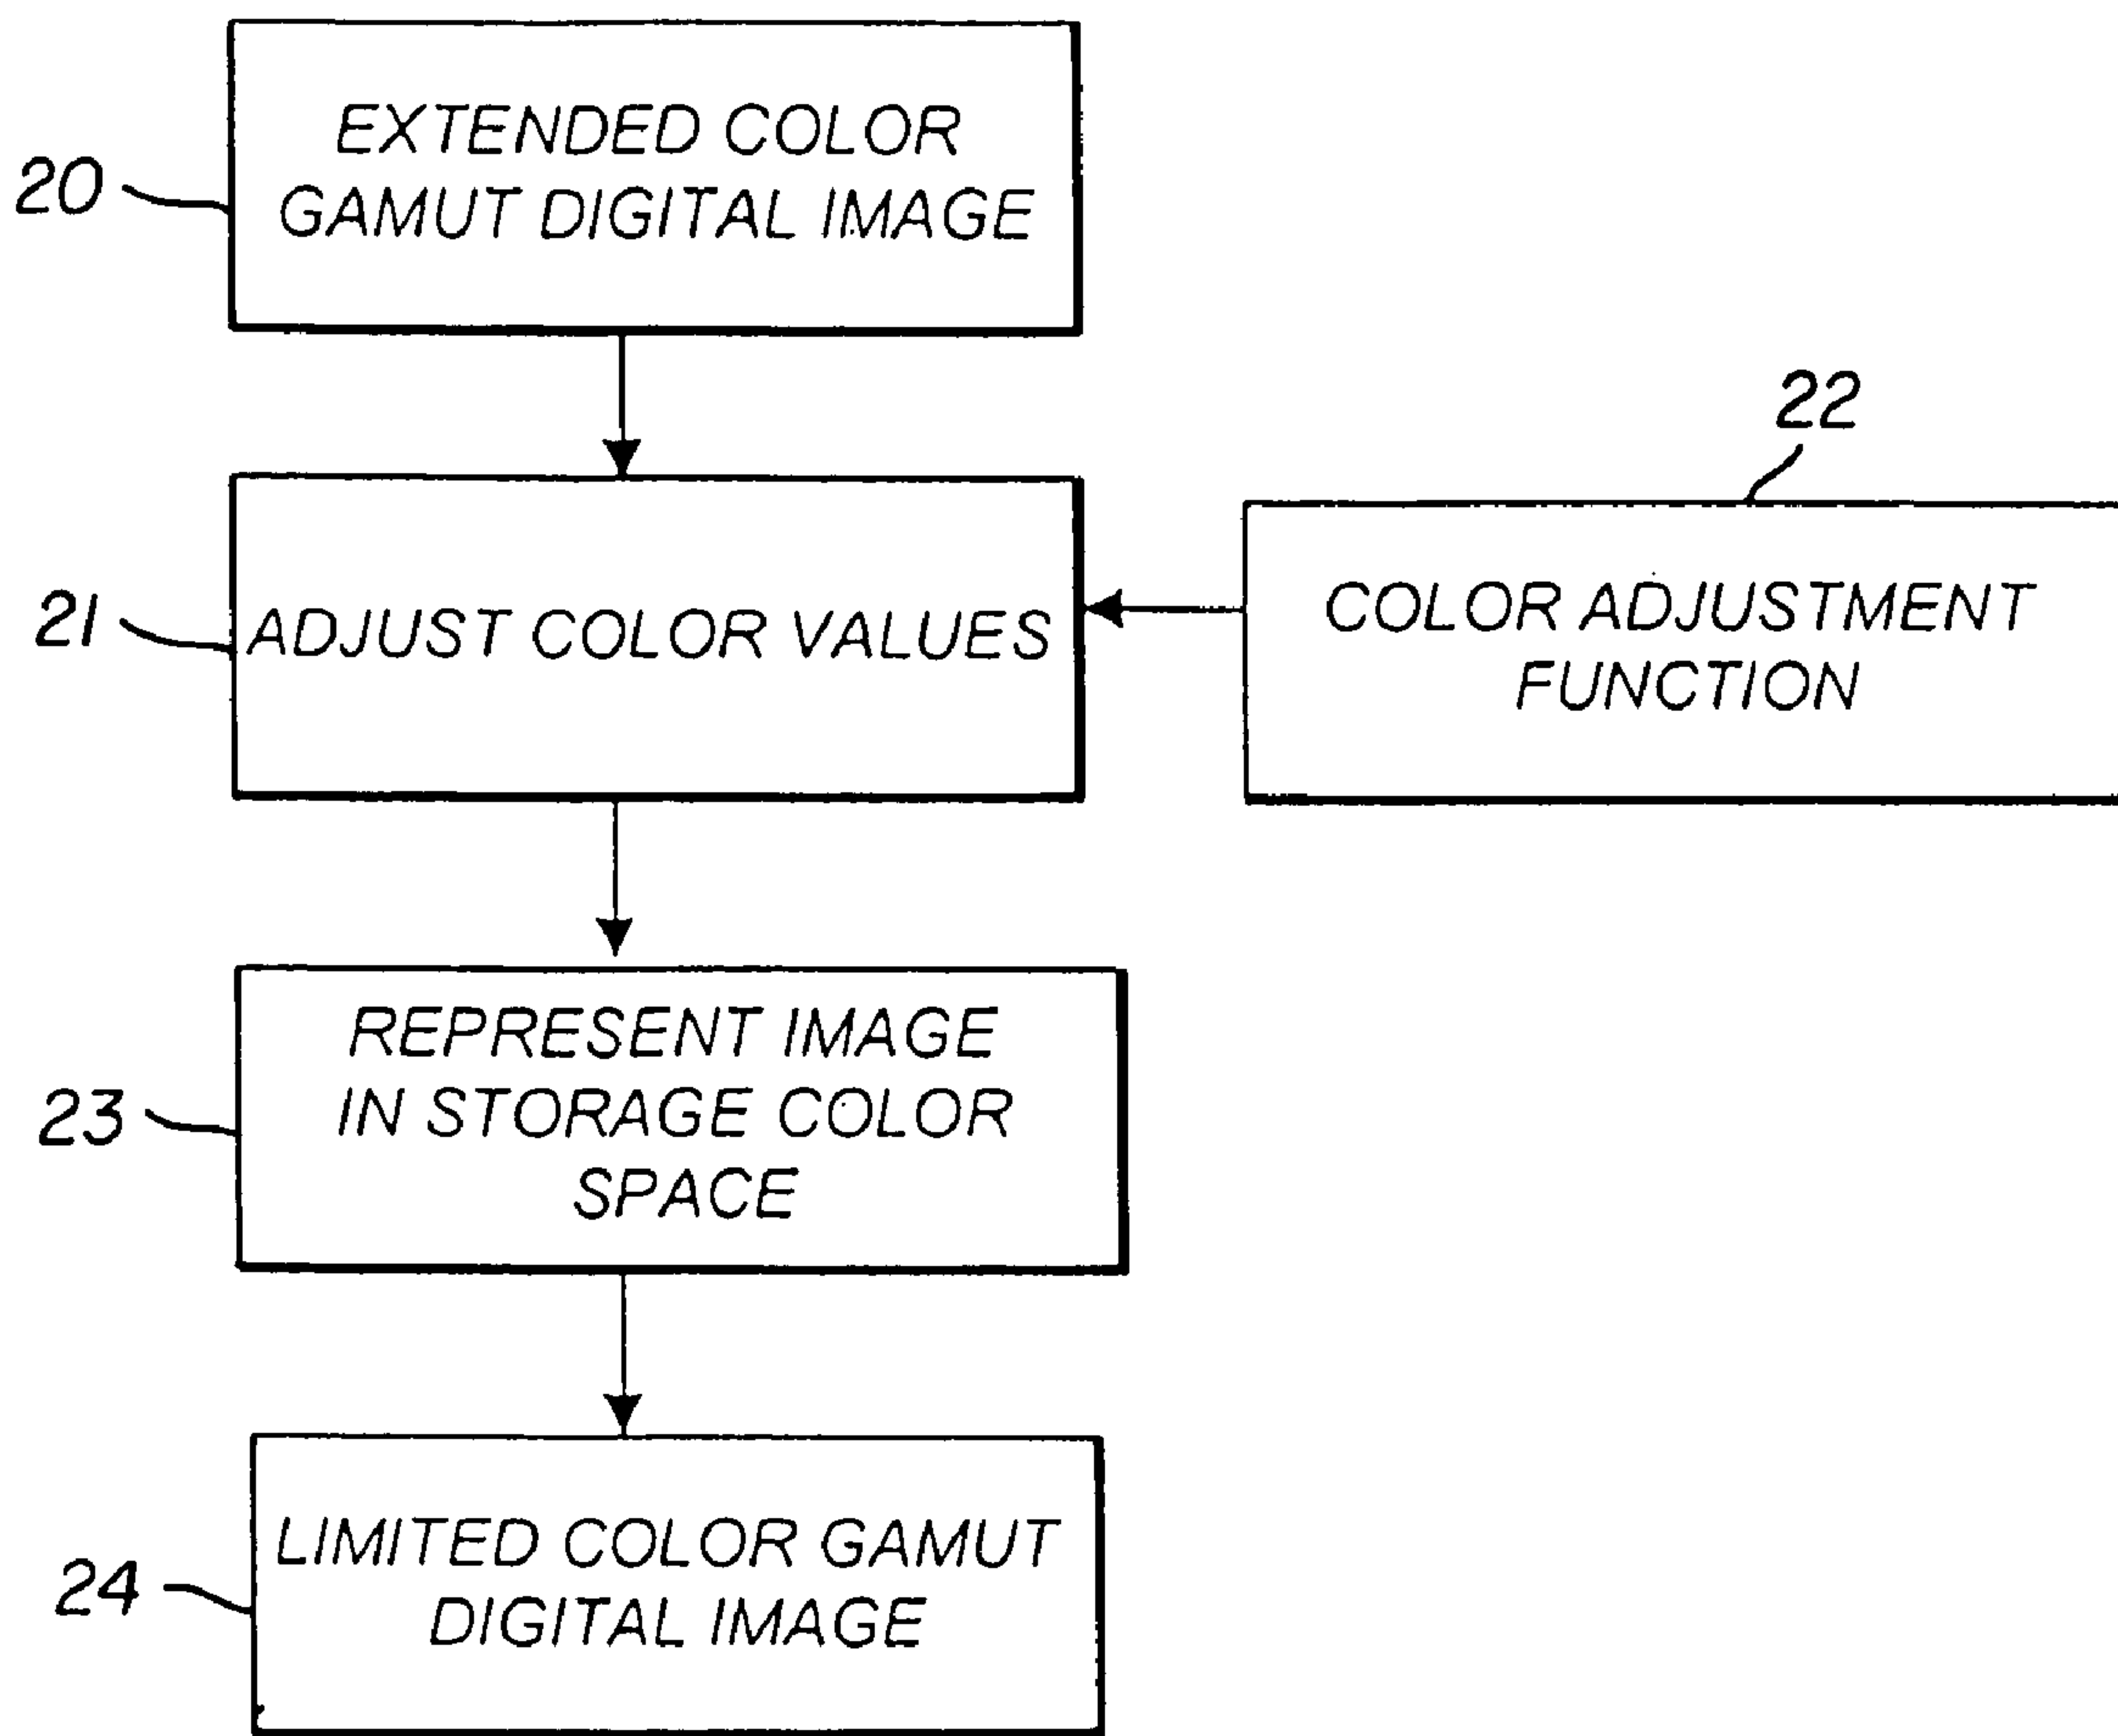 EXTENDED COLOR
GAMUT DIGITAL IMAGE
20
22
21
ADJUST COLOR VALUES
COLOR ADJUSTMENT
FUNCTION
REPRESENT IMAGE
IN STORAGE COLOR
SPACE
23
LIMITED COLOR GAMUT
DIGITAL IMAGE
24